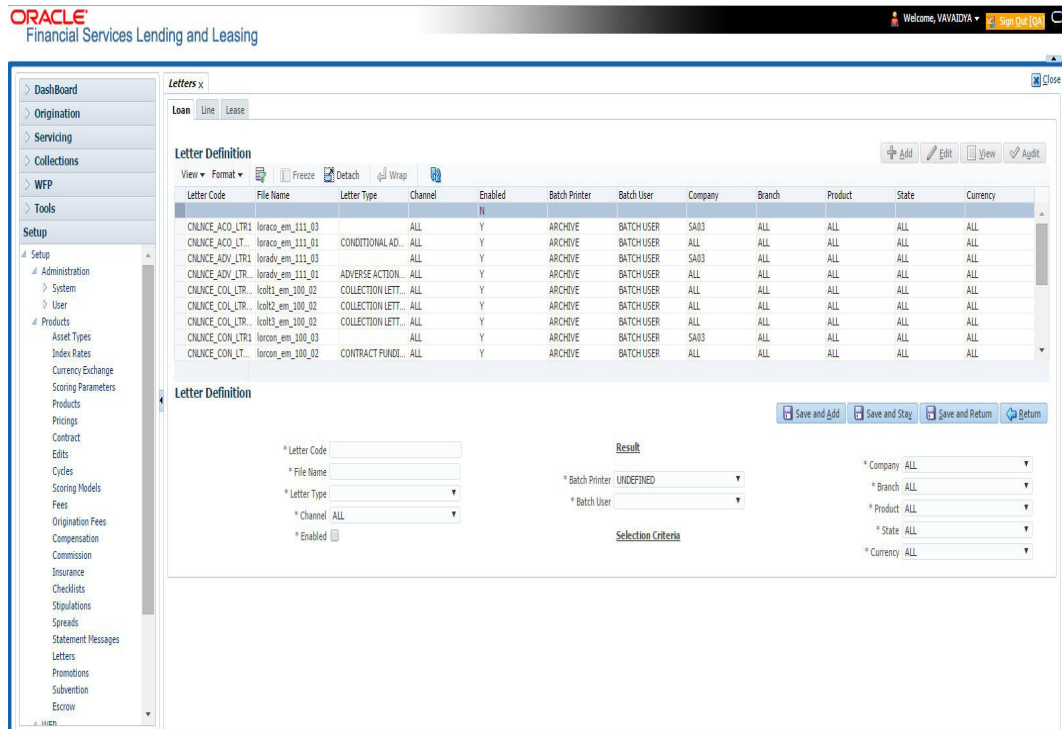 ORACLE'
Financial Services Lending and Leasing
Welcome, VAVAIDYA
Sign Out [QA]
Close
DashBoard
Origination
Servicing
Collections
WFP
Tools
Setup
Setup
Administration
System
User
Products
Asset Types
Index Rates
Currency Exchange
Scoring Parameters
Products
Pricings
Contract
Edits
Cycles
Scoring Models
Fees
Origination Fees
Compensation
Commission
Insurance
Checklists
Stipulations
Spreads
Statement Messages
Letters
Promotions
Subvention
Escrow
WFP
Letters x
Loan Line Lease
Letter Definition
Add Edit View Audit
View Format Freeze Detach Wrap
Letter Code File Name Letter Type Channel Enabled Batch Printer Batch User Company Branch Product State Currency
N
CNLNCE_ACO_LTR1 loraco_em_111_03 ALL Y ARCHIVE BATCH USER SA03 ALL ALL ALL ALL
CNLNCE_ACO_LT... loraco_em_111_01 CONDITIONAL AD... ALL Y ARCHIVE BATCH USER ALL ALL ALL ALL ALL
CNLNCE_ADV_LTR1 loradv_em_111_03 ALL Y ARCHIVE BATCH USER SA03 ALL ALL ALL ALL
CNLNCE_ADV_LTR... loradv_em_111_01 ADVERSE ACTION... ALL Y ARCHIVE BATCH USER ALL ALL ALL ALL ALL
CNLNCE_COL_LTR... lcolt1_em_100_02 COLLECTION LETT... ALL Y ARCHIVE BATCH USER ALL ALL ALL ALL ALL
CNLNCE_COL_LTR... lcolt2_em_100_02 COLLECTION LETT... ALL Y ARCHIVE BATCH USER ALL ALL ALL ALL ALL
CNLNCE_COL_LTR... lcolt3_em_100_02 COLLECTION LETT... ALL Y ARCHIVE BATCH USER ALL ALL ALL ALL ALL
CNLNCE_CON_LTR1 lorcon_em_100_03 ALL Y ARCHIVE BATCH USER SA03 ALL ALL ALL ALL
CNLNCE_CON_LT... lorcon_em_100_02 CONTRACT FUNDI... ALL Y ARCHIVE BATCH USER ALL ALL ALL ALL ALL
Letter Definition
Save and Add Save and Stay Save and Return Return
* Letter Code
* File Name
* Letter Type
* Channel ALL
* Enabled
Result
* Batch Printer UNDEFINED
* Batch User
Selection Criteria
* Company ALL
* Branch ALL
* Product ALL
* State ALL
* Currency ALL